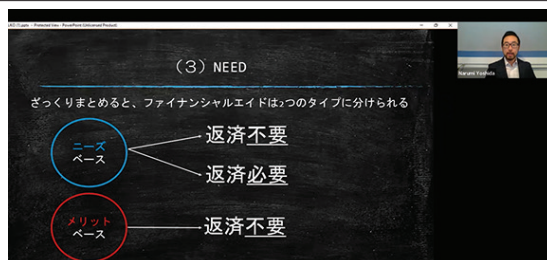 (3) NEED
ざっくりまとめると、ファイナンシャルエイドは2つのタイプに分けられる
ニーズ
ベース
返済不要
返済必要
メリット
ベース
返済不要